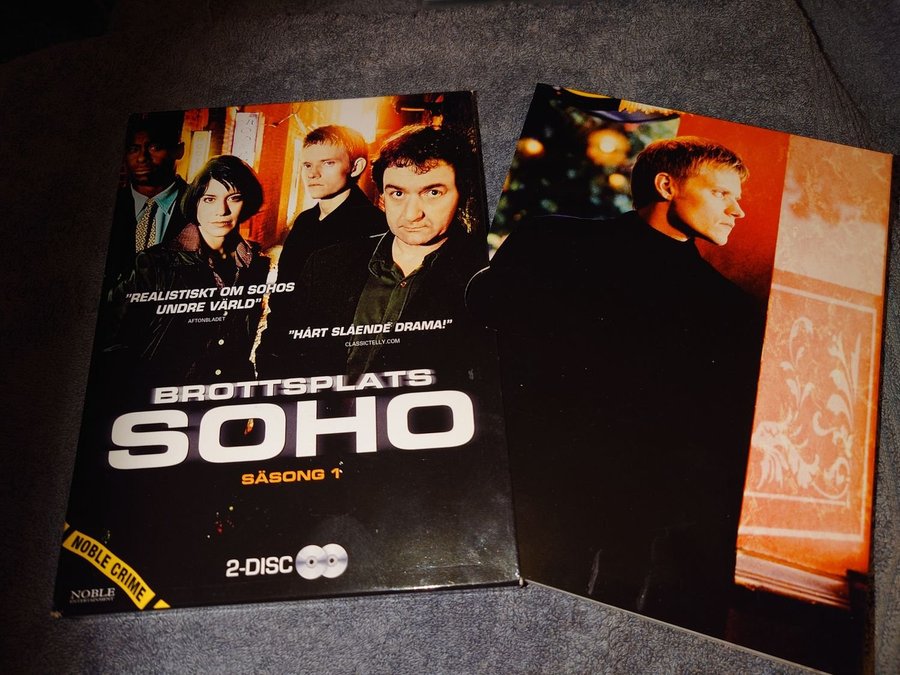 "REALISTISKT OM SOHOS
UNDRE VÄRLD"
AFTONBLADET
"HÅRT SLÅENDE DRAMA!"
CLASSICTELLY.COM
BROTTSPLATS
SOHO
SÄSONG 1
2-DISC
NOBLE CRIME
NOBLE
ENTERTAINMENT